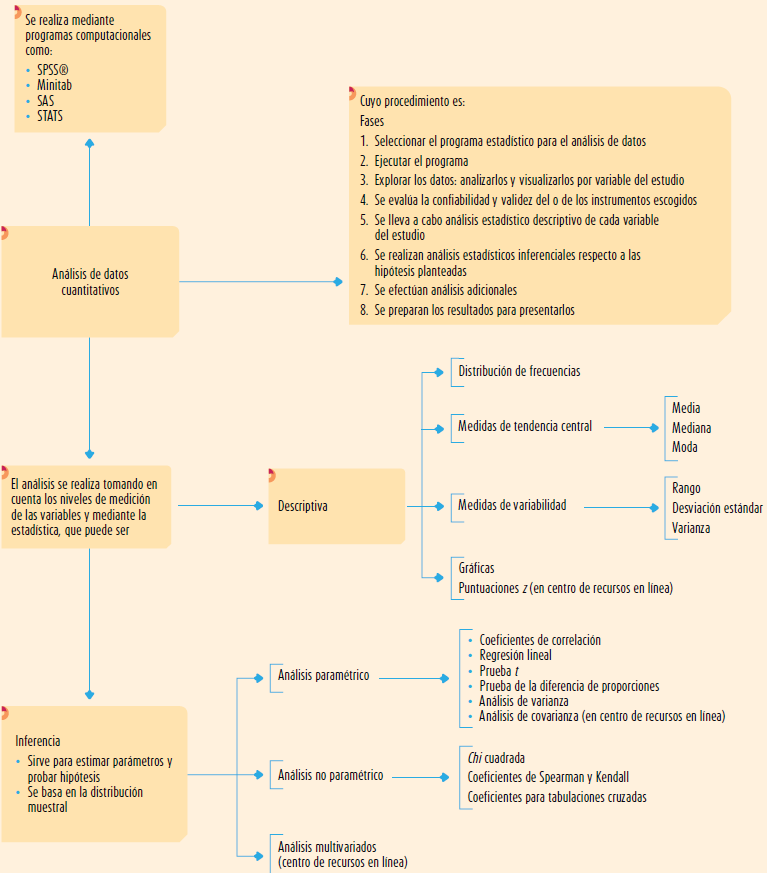 Se realiza mediante
programas computacionales
como:
• SPSS®
• Minitab
• SAS
• STATS
Cuyo procedimiento es:
Fases
1. Seleccionar el programa estadístico para el análisis de datos
2. Ejecutar el programa
3. Explorar los datos: analizarlos y visualizarlos por variable del estudio
4. Se evalúa la confiabilidad y validez del o de los instrumentos escogidos
5. Se lleva a cabo análisis estadístico descriptivo de cada variable
del estudio
6. Se realizan análisis estadísticos inferenciales respecto a las
hipótesis planteadas
7. Se efectúan análisis adicionales
8. Se preparan los resultados para presentarlos
Análisis de datos
cuantitativos
El análisis se realiza tomando en
cuenta los niveles de medición
de las variables y mediante la
estadística, que puede ser
Descriptiva
Distribución de frecuencias
Medidas de tendencia central
Media
Mediana
Moda
Medidas de variabilidad
Rango
Desviación estándar
Varianza
Gráficas
Puntuaciones z (en centro de recursos en línea)
Inferencia
• Sirve para estimar parámetros y
probar hipótesis
• Se basa en la distribución
muestral
Análisis paramétrico
• Coeficientes de correlación
• Regresión lineal
• Prueba t
• Prueba de la diferencia de proporciones
• Análisis de varianza
• Análisis de covarianza (en centro de recursos en línea)
Análisis no paramétrico
Chi cuadrada
Coeficientes de Spearman y Kendall
Coeficientes para tabulaciones cruzadas
Análisis multivariados
(centro de recursos en línea)